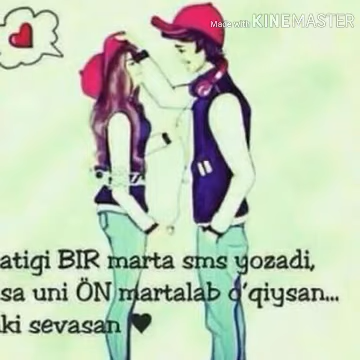 Made with KINEMASTER
atigi BIR marta sms yozadi,
sa uni ÖN martalab o'qiysan...
ki sevasan ♥